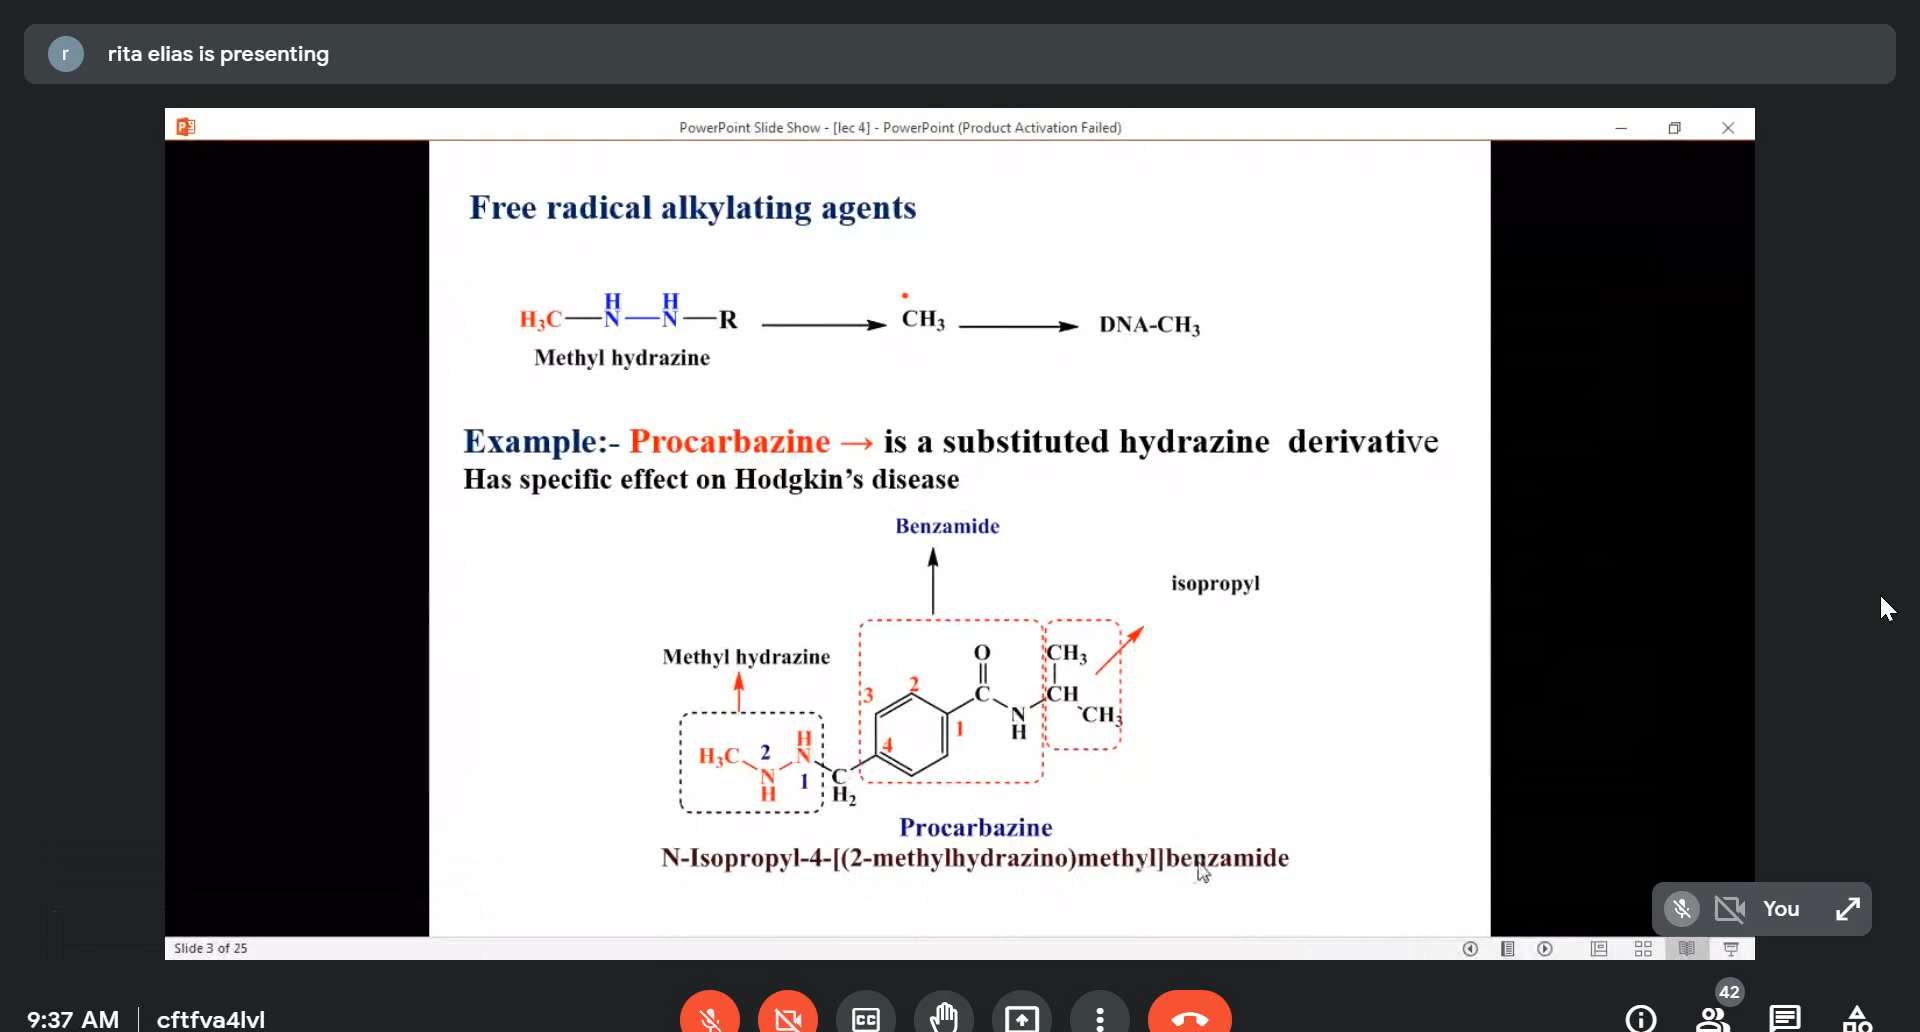 r
rita elias is presenting
PowerPoint Slide Show - [lec 4] - PowerPoint (Product Activation Failed)
Free radical alkylating agents
H₃C—NH—NH—R → •CH₃ → DNA-CH₃
Methyl hydrazine
Example:- Procarbazine → is a substituted hydrazine derivative
Has specific effect on Hodgkin’s disease
Benzamide
isopropyl
Methyl hydrazine
O
CH₃
3
2
C
CH
N
H
CH₃
1
H
H₃C
2
N
4
N
H
1
C
H₂
Procarbazine
N-Isopropyl-4-[(2-methylhydrazino)methyl]benzamide
You
Slide 3 of 25
42
9:37 AM
cftfva4lvl
CC